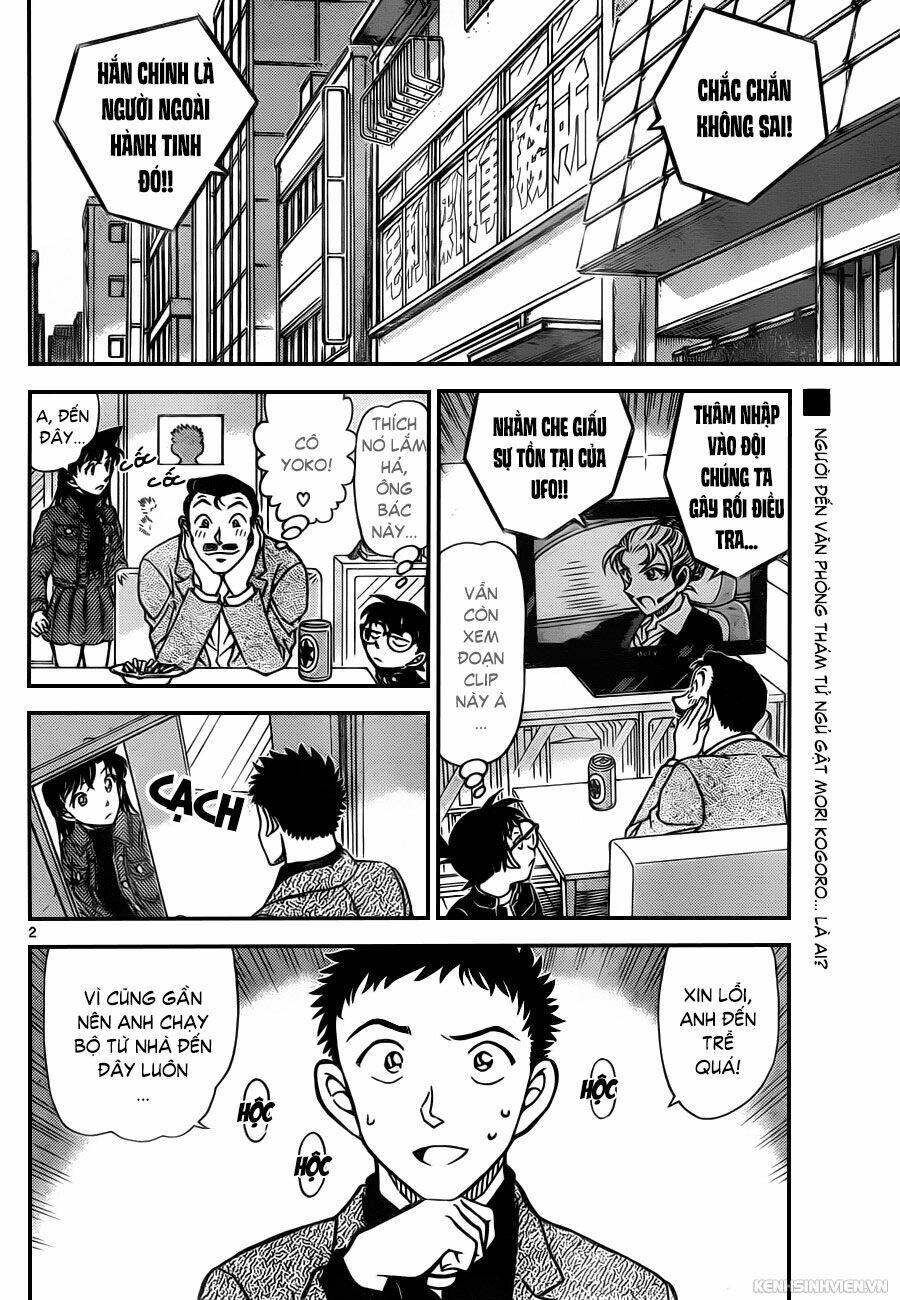 CHẮC CHẮN
KHÔNG SAI!
HẮN CHÍNH LÀ
NGƯỜI NGOÀI
HÀNH TINH
ĐÓ!!
THÂM NHẬP
VÀO ĐỘI
CHÚNG TA
GÂY RỐI ĐIỀU
TRA...
NHẰM CHE GIẤU
SỰ TỒN TẠI CỦA
UFO!!
VẪN
CÒN
XEM
ĐOẠN
CLIP
NÀY À
...
THÍCH
NÓ LẮM
HẢ,
ÔNG
BÁC
NÀY...
CÔ
YOKO!
A, ĐẾN
ĐÂY...
CỐC
CỐC
CẠCH
NGƯỜI ĐẾN VĂN PHÒNG THÁM TỬ NGỦ GẬT MORI KOGORO... LÀ AI?
2
XIN LỖI,
ANH ĐẾN
TRỄ
QUÁ!
VÌ CŨNG GẦN
NÊN ANH CHẠY
BỘ TỪ NHÀ ĐẾN
ĐÂY LUÔN
...
HỘC
HỘC
HỘC
KENHSINHVIEN.VN